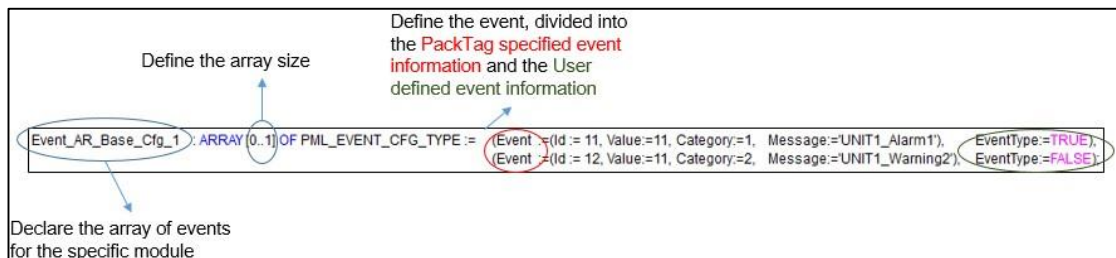 Define the event, divided into
the PackTag specified event
information and the User
defined event information
Define the array size
Event_AR_Base_Cfg_1 : ARRAY [0..1] OF PML_EVENT_CFG_TYPE := (Event :=(Id := 11, Value:=11, Category:=1, Message:='UNIT1_Alarm1'), EventType:=TRUE),
(Event :=(Id := 12, Value:=11, Category:=2, Message:='UNIT1_Warning2'), EventType:=FALSE);
Declare the array of events
for the specific module